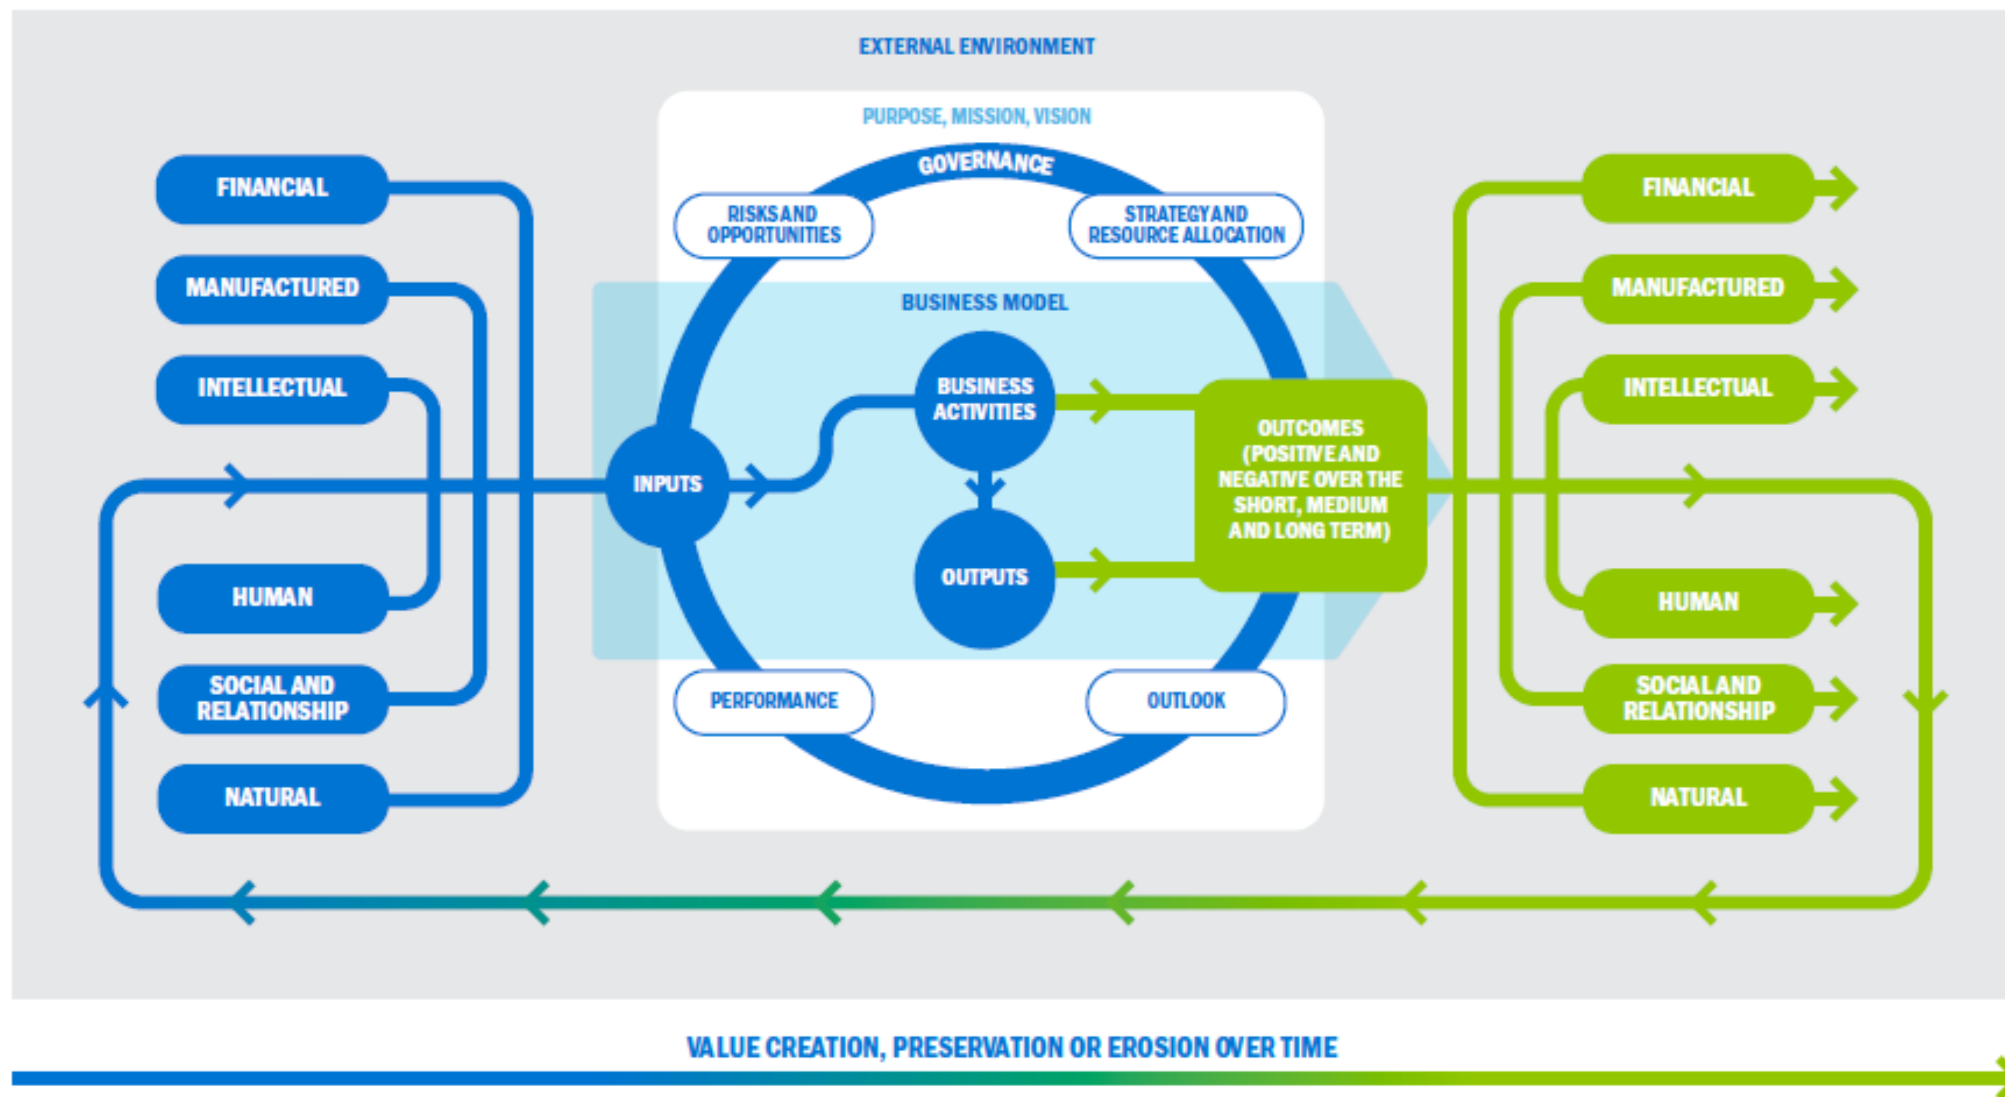 EXTERNAL ENVIRONMENT
PURPOSE, MISSION, VISION
GOVERNANCE
RISKS AND
OPPORTUNITIES
STRATEGY AND
RESOURCE ALLOCATION
FINANCIAL
MANUFACTURED
INTELLECTUAL
HUMAN
SOCIAL AND
RELATIONSHIP
NATURAL
BUSINESS MODEL
INPUTS
BUSINESS
ACTIVITIES
OUTPUTS
OUTCOMES
(POSITIVE AND
NEGATIVE OVER THE
SHORT, MEDIUM
AND LONG TERM)
PERFORMANCE
OUTLOOK
FINANCIAL
MANUFACTURED
INTELLECTUAL
HUMAN
SOCIAL AND
RELATIONSHIP
NATURAL
VALUE CREATION, PRESERVATION OR EROSION OVER TIME